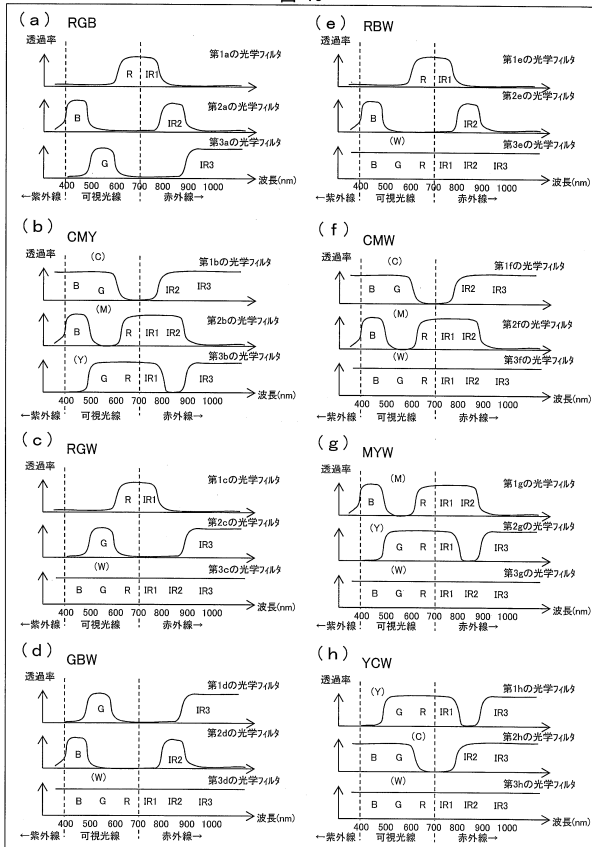 (a) RGB
透過率
第1aの光学フィルタ
R IR1
第2aの光学フィルタ
B IR2
第3aの光学フィルタ
G IR3
400 500 600 700 800 900 1000 波長(nm)
←紫外線 可視光線 赤外線→
(b) CMY
透過率
(C) 第1bの光学フィルタ
B G IR2 IR3
(M) 第2bの光学フィルタ
B R IR1 IR2
(Y) 第3bの光学フィルタ
G R IR1 IR3
400 500 600 700 800 900 1000 波長(nm)
←紫外線 可視光線 赤外線→
(c) RGW
透過率
第1cの光学フィルタ
R IR1
第2cの光学フィルタ
G IR3
(W) 第3cの光学フィルタ
B G R IR1 IR2 IR3
400 500 600 700 800 900 1000 波長(nm)
←紫外線 可視光線 赤外線→
(d) GBW
透過率
第1dの光学フィルタ
G IR3
第2dの光学フィルタ
B IR2
(W) 第3dの光学フィルタ
B G R IR1 IR2 IR3
400 500 600 700 800 900 1000 波長(nm)
←紫外線 可視光線 赤外線→
(e) RBW
透過率
第1eの光学フィルタ
R IR1
第2eの光学フィルタ
B IR2
(W) 第3eの光学フィルタ
B G R IR1 IR2 IR3
400 500 600 700 800 900 1000 波長(nm)
←紫外線 可視光線 赤外線→
(f) CMW
透過率
(C) 第1fの光学フィルタ
B G IR2 IR3
(M) 第2fの光学フィルタ
B R IR1 IR2
(W) 第3fの光学フィルタ
B G R IR1 IR2 IR3
400 500 600 700 800 900 1000 波長(nm)
←紫外線 可視光線 赤外線→
(g) MYW
透過率
(M) 第1gの光学フィルタ
B R IR1 IR2
(Y) 第2gの光学フィルタ
G R IR1 IR3
(W) 第3gの光学フィルタ
B G R IR1 IR2 IR3
400 500 600 700 800 900 1000 波長(nm)
←紫外線 可視光線 赤外線→
(h) YCW
透過率
(Y) 第1hの光学フィルタ
G R IR1 IR3
(C) 第2hの光学フィルタ
B G IR2 IR3
(W) 第3hの光学フィルタ
B G R IR1 IR2 IR3
400 500 600 700 800 900 1000 波長(nm)
←紫外線 可視光線 赤外線→